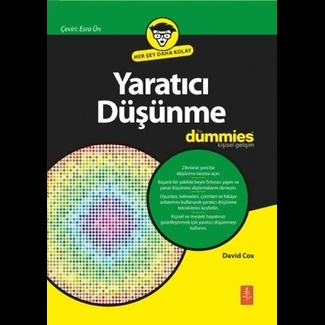 Çeviri: Esra Ün
HER ŞEY DAHA KOLAY
Yaratıcı
Düşünme
dummies
kişisel gelişim
Zihninizi yeni bir
düşünme tarzına açın.
Başarılı bir şekilde beyin fırtınası yapın ve
yanal düşünme alıştırmalarını deneyin.
Oyunları, kelimeleri, çizimleri ve hikâye
anlatımını kullanarak yaratıcı düşünme
tekniklerini keşfedin.
Kişisel ve mesleki hayatınızı
güzelleştirmek için yaratıcı düşünmeyi
kullanın.
David Cox